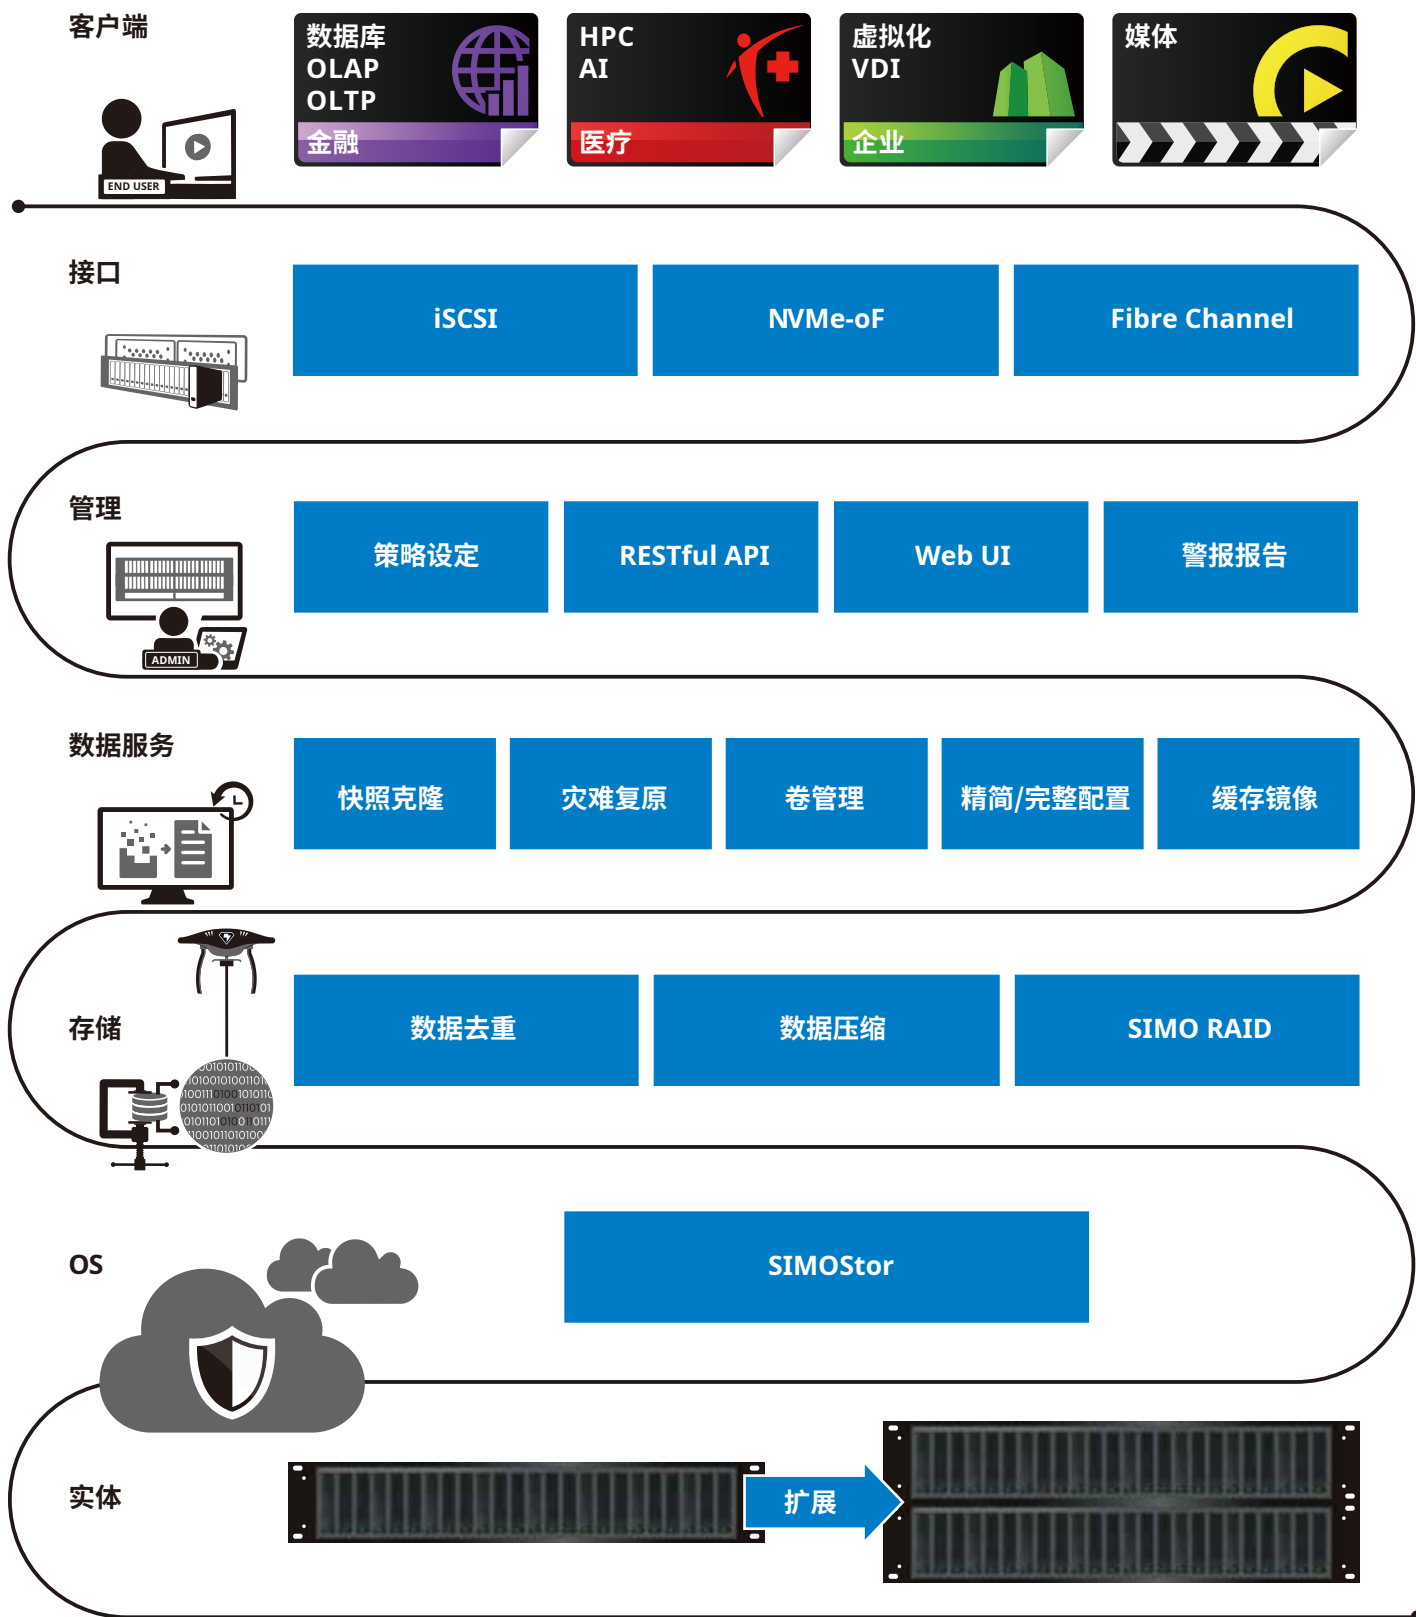 客户端
数据库
OLAP
OLTP
金融
HPC
AI
医疗
虚拟化
VDI
企业
媒体
END USER
接口
iSCSI
NVMe-oF
Fibre Channel
管理
策略设定
RESTful API
Web UI
警报报告
ADMIN
数据服务
快照克隆
灾难复原
卷管理
精简/完整配置
缓存镜像
存储
数据去重
数据压缩
SIMO RAID
OS
SIMOStor
实体
扩展